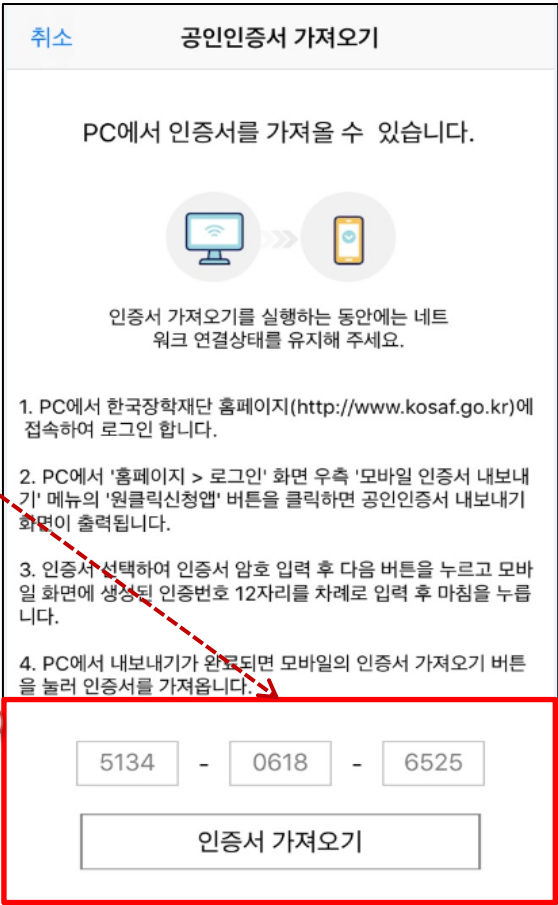 취소
공인인증서 가져오기
PC에서 인증서를 가져올 수 있습니다.
인증서 가져오기를 실행하는 동안에는 네트
워크 연결상태를 유지해 주세요.
1. PC에서 한국장학재단 홈페이지(http://www.kosaf.go.kr)에
접속하여 로그인 합니다.
2. PC에서 '홈페이지 > 로그인' 화면 우측 '모바일 인증서 내보내
기' 메뉴의 '원클릭신청앱' 버튼을 클릭하면 공인인증서 내보내기
화면이 출력됩니다.
3. 인증서 선택하여 인증서 암호 입력 후 다음 버튼을 누르고 모바
일 화면에 생성된 인증번호 12자리를 차례로 입력 후 마침을 누릅
니다.
4. PC에서 내보내기가 완료되면 모바일의 인증서 가져오기 버튼
을 눌러 인증서를 가져옵니다.
5134 - 0618 - 6525
인증서 가져오기